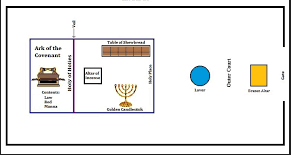 Veil
Ark of the
Covenant
Contents:
Law
Rod
Manna
Holy of Holies
Table of Shewbread
Altar of
Incense
Golden Candlestick
Holy Place
Laver
Outer Court
Brazen Altar
Gate